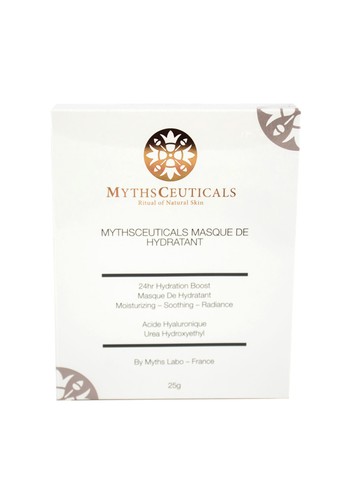 MYTHSCEUTICALS
Ritual of Natural Skin
MYTHSCEUTICALS MASQUE DE
HYDRATANT
24hr Hydration Boost
Masque De Hydratant
Moisturizing – Soothing – Radiance
Acide Hyaluronique
Urea Hydroxyethyl
By Myths Labo – France
25g